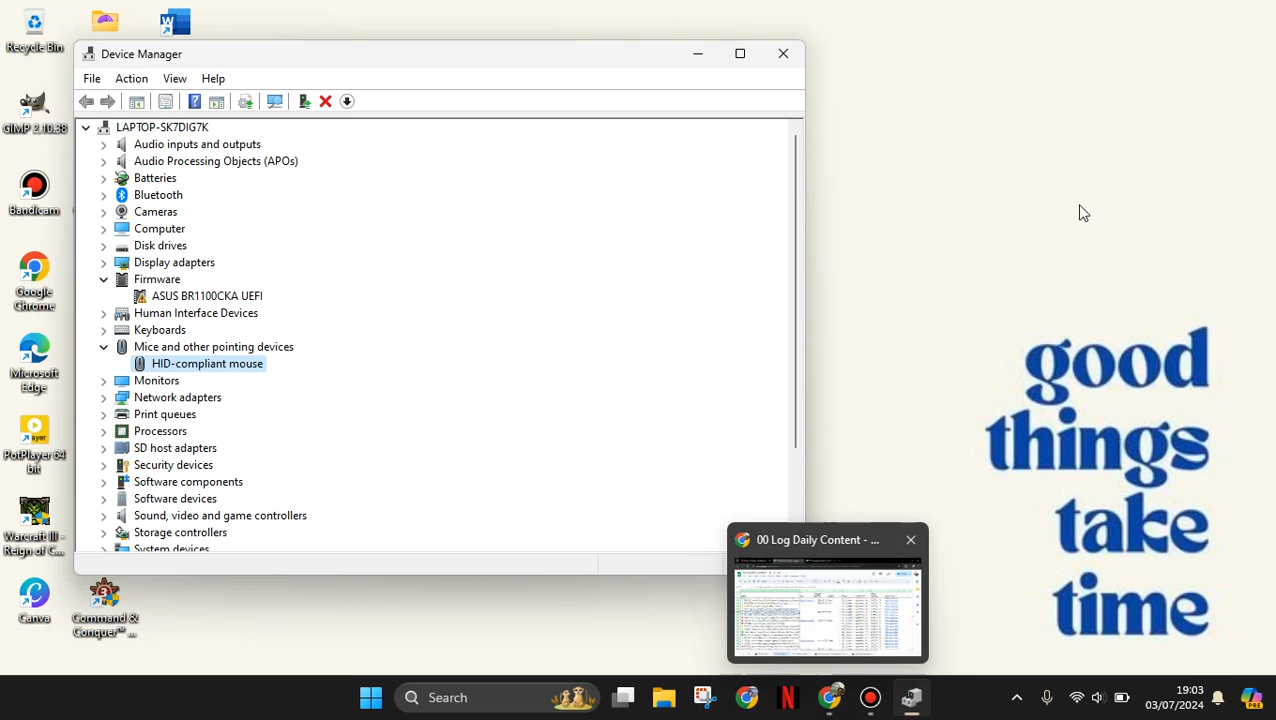 Recycle Bin
Device Manager
File Action View Help
LAPTOP-SK7DIG7K
Audio inputs and outputs
Audio Processing Objects (APOs)
Batteries
Bluetooth
Cameras
Computer
Disk drives
Display adapters
Firmware
ASUS BR1100CKA UEFI
Human Interface Devices
Keyboards
Mice and other pointing devices
HID-compliant mouse
Monitors
Network adapters
Print queues
Processors
SD host adapters
Security devices
Software components
Software devices
Sound, video and game controllers
Storage controllers
System devices
GIMP 2.10.38
Bandicam
Google
Chrome
Microsoft
Edge
PotPlayer 64
bit
Warcraft III -
Reign of C...
Canva
Command &
Conquer™ ...
good
things
take
time
00 Log Daily Content - ...
Search
19:03
03/07/2024
PRE